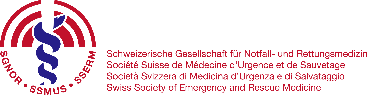 SGNOR • SSMUS • SSERM
Schweizerische Gesellschaft für Notfall- und Rettungsmedizin
Société Suisse de Médecine d'Urgence et de Sauvetage
Società Svizzera di Medicina d'Urgenza e di Salvataggio
Swiss Society of Emergency and Rescue Medicine